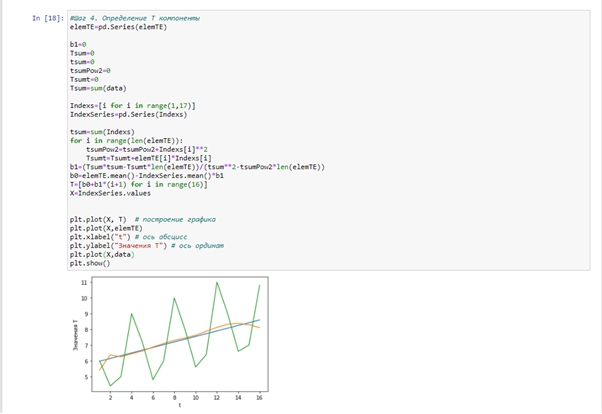 In [18]: #Шаг 4. Определение T компоненты
elemTE=pd.Series(elemTE)
b1=0
Tsum=0
tsum=0
tsumPow2=0
Tsumt=0
Tsum=sum(data)
Indexs=[i for i in range(1,17)]
IndexSeries=pd.Series(Indexs)
tsum=sum(Indexs)
for i in range(len(elemTE)):
tsumPow2=tsumPow2+Indexs[i]**2
Tsumt=Tsumt+elemTE[i]*Indexs[i]
b1=(Tsum*tsum-Tsumt*len(elemTE))/(tsum**2-tsumPow2*len(elemTE))
b0=elemTE.mean()-IndexSeries.mean()*b1
T=[b0+b1*(i+1) for i in range(16)]
X=IndexSeries.values
plt.plot(X, T) # построение графика
plt.plot(X,elemTE)
plt.xlabel("t") # ось абсцисс
plt.ylabel("Значения T") # ось ординат
plt.plot(X,data)
plt.show()
11
10
9
8
7
6
5
Значения T
2 4 6 8 10 12 14 16
t